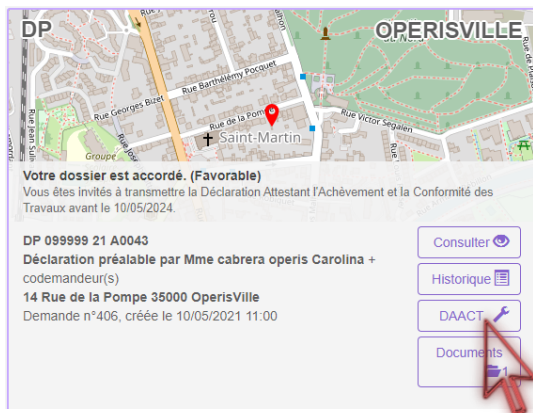 DP
OPERISVILLE
Rue Barthélémy Pocquet
Rue Georges Bizet
Rue de la Pom
Rue Victor Segalen
Saint-Martin
Groupe
Votre dossier est accordé. (Favorable)
Vous êtes invités à transmettre la Déclaration Attestant l'Achèvement et la Conformité des
Travaux avant le 10/05/2024.
DP 099999 21 A0043
Déclaration préalable par Mme cabrera operis Carolina +
codemandeur(s)
14 Rue de la Pompe 35000 OperisVille
Demande n°406, créée le 10/05/2021 11:00
Consulter
Historique
DAACT
Documents
1